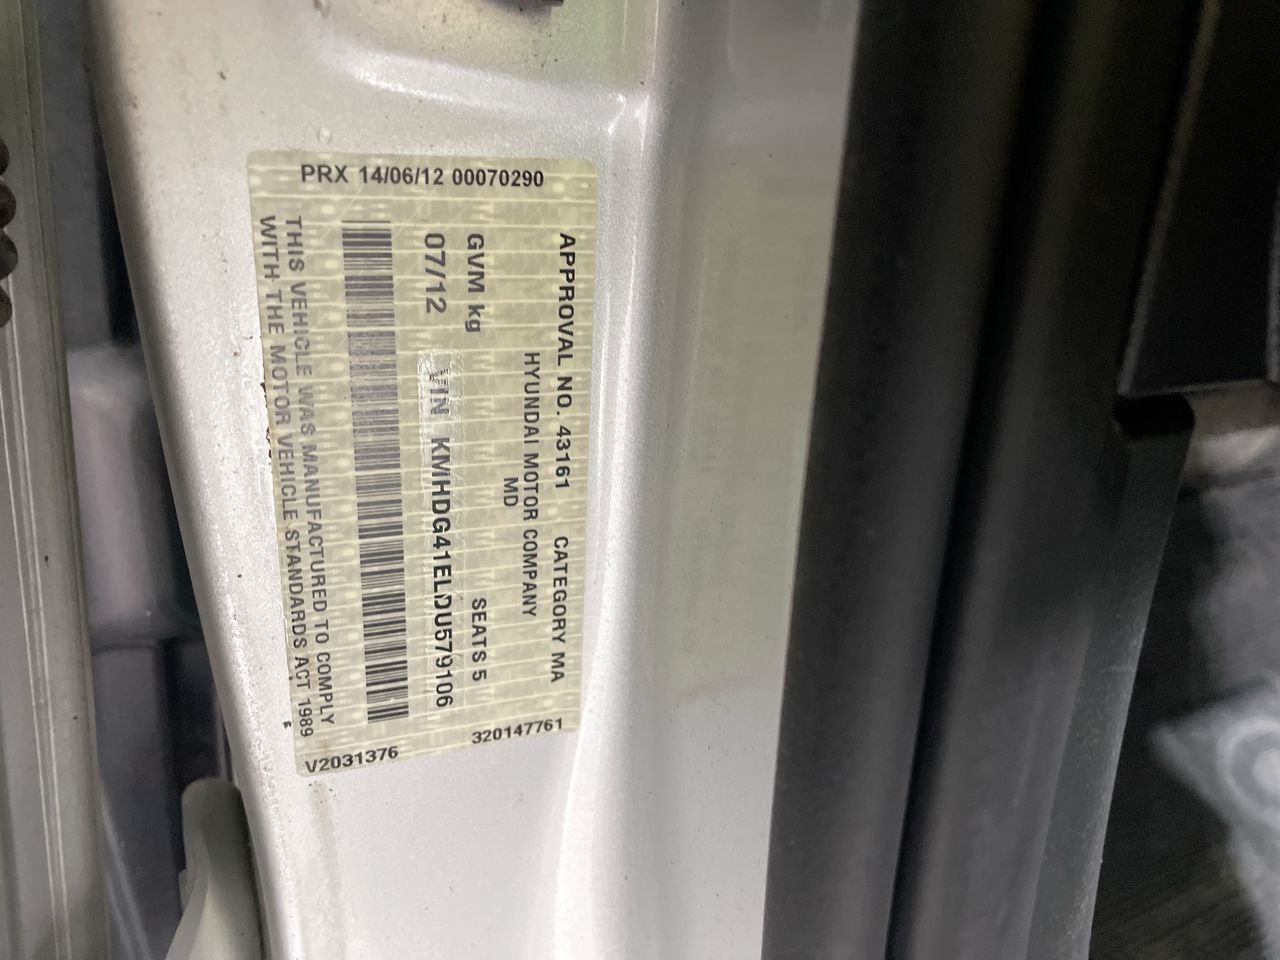 PRX 14/06/12 00070290
APPROVAL NO. 43161 CATEGORY MA
HYUNDAI MOTOR COMPANY
MD
GVM kg SEATS 5
07/12 VIN KMHDG41ELDU579106
THIS VEHICLE WAS MANUFACTURED TO COMPLY
WITH THE MOTOR VEHICLE STANDARDS ACT 1989
320147761
V2031376